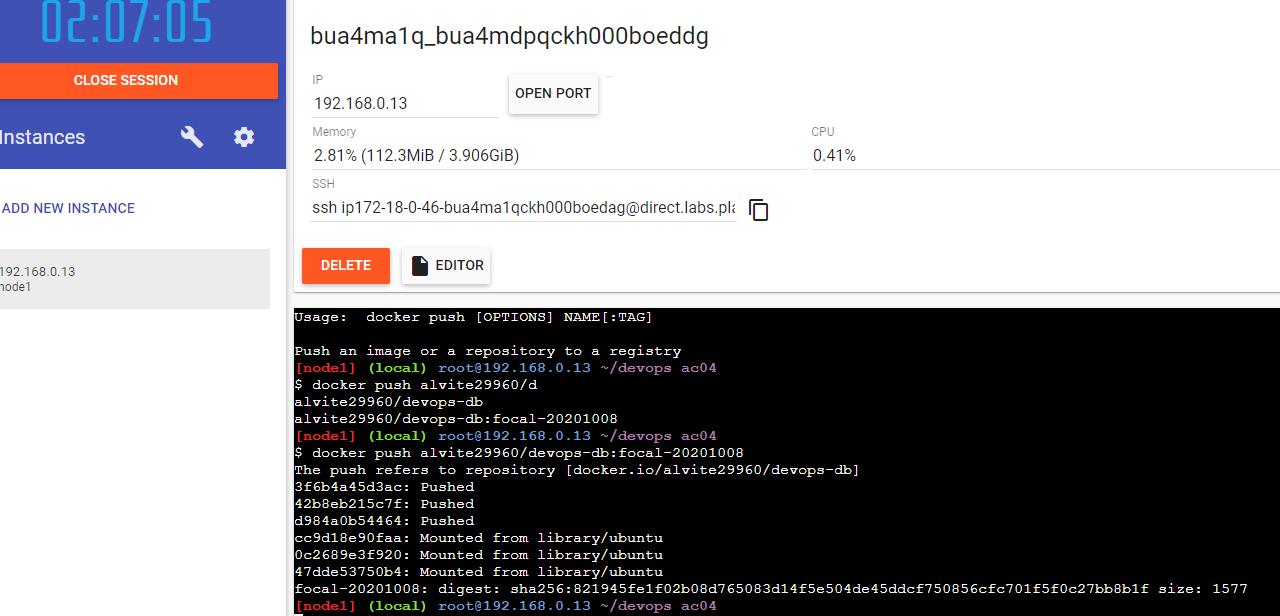 02:07:05
CLOSE SESSION
Instances
ADD NEW INSTANCE
192.168.0.13
node1
bua4ma1q_bua4mdpqckh000boeddg
IP
192.168.0.13
OPEN PORT
Memory
2.81% (112.3MiB / 3.906GiB)
CPU
0.41%
SSH
ssh ip172-18-0-46-bua4ma1qckh000boedag@direct.labs.pla
DELETE
EDITOR
Usage:  docker push [OPTIONS] NAME[:TAG]
Push an image or a repository to a registry
[node1] (local) root@192.168.0.13 ~/devops ac04
$ docker push alvite29960/d
alvite29960/devops-db
alvite29960/devops-db:focal-20201008
[node1] (local) root@192.168.0.13 ~/devops ac04
$ docker push alvite29960/devops-db:focal-20201008
The push refers to repository [docker.io/alvite29960/devops-db]
3f6b4a45d3ac: Pushed
42b8eb215c7f: Pushed
d984a0b54464: Pushed
cc9d18e90faa: Mounted from library/ubuntu
0c2689e3f920: Mounted from library/ubuntu
47dde53750b4: Mounted from library/ubuntu
focal-20201008: digest: sha256:821945fe1f02b08d765083d14f5e504de45ddcf750856cfc701f5f0c27bb8b1f size: 1577
[node1] (local) root@192.168.0.13 ~/devops ac04